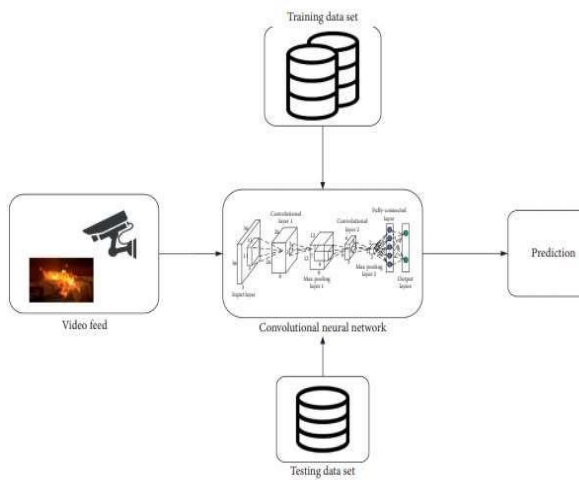 Training data set
Convolutional
layer 1
Convolutional
layer 2
Fully-connected
layer
Input layer
Max pooling
layer 1
Max pooling
layer 2
Output
layers
Prediction
Video feed
Convolutional neural network
Testing data set